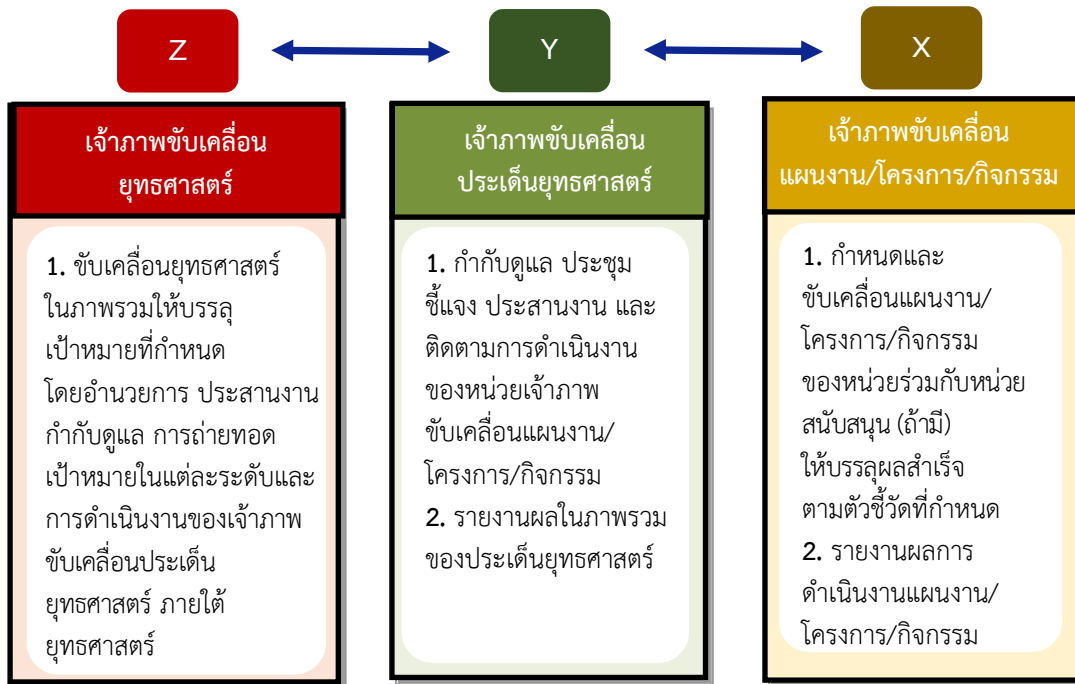 Z
Y
X
เจ้าภาพขับเคลื่อน
ยุทธศาสตร์
1. ขับเคลื่อนยุทธศาสตร์
ในภาพรวมให้บรรลุ
เป้าหมายที่กำหนด
โดยอำนวยการ ประสานงาน
กำกับดูแล การถ่ายทอด
เป้าหมายในแต่ละระดับและ
การดำเนินงานของเจ้าภาพ
ขับเคลื่อนประเด็น
ยุทธศาสตร์ ภายใต้
ยุทธศาสตร์
เจ้าภาพขับเคลื่อน
ประเด็นยุทธศาสตร์
1. กำกับดูแล ประชุม
ชี้แจง ประสานงาน และ
ติดตามการดำเนินงาน
ของหน่วยเจ้าภาพ
ขับเคลื่อนแผนงาน/
โครงการ/กิจกรรม
2. รายงานผลในภาพรวม
ของประเด็นยุทธศาสตร์
เจ้าภาพขับเคลื่อน
แผนงาน/โครงการ/กิจกรรม
1. กำหนดและ
ขับเคลื่อนแผนงาน/
โครงการ/กิจกรรม
ของหน่วยร่วมกับหน่วย
สนับสนุน (ถ้ามี)
ให้บรรลุผลสำเร็จ
ตามตัวชี้วัดที่กำหนด
2. รายงานผลการ
ดำเนินงานแผนงาน/
โครงการ/กิจกรรม